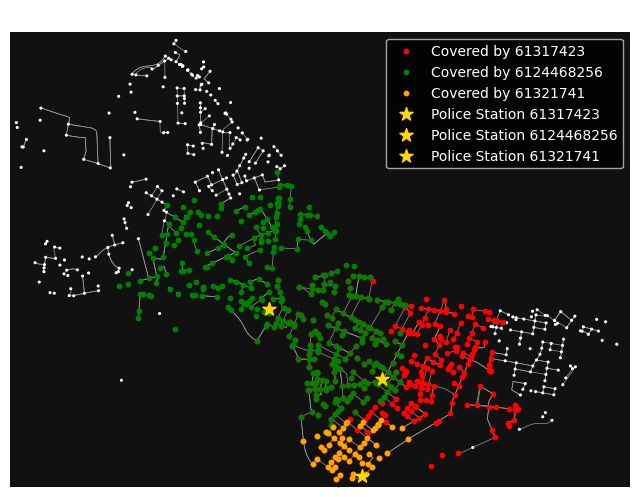 Covered by 61317423
Covered by 6124468256
Covered by 61321741
Police Station 61317423
Police Station 6124468256
Police Station 61321741